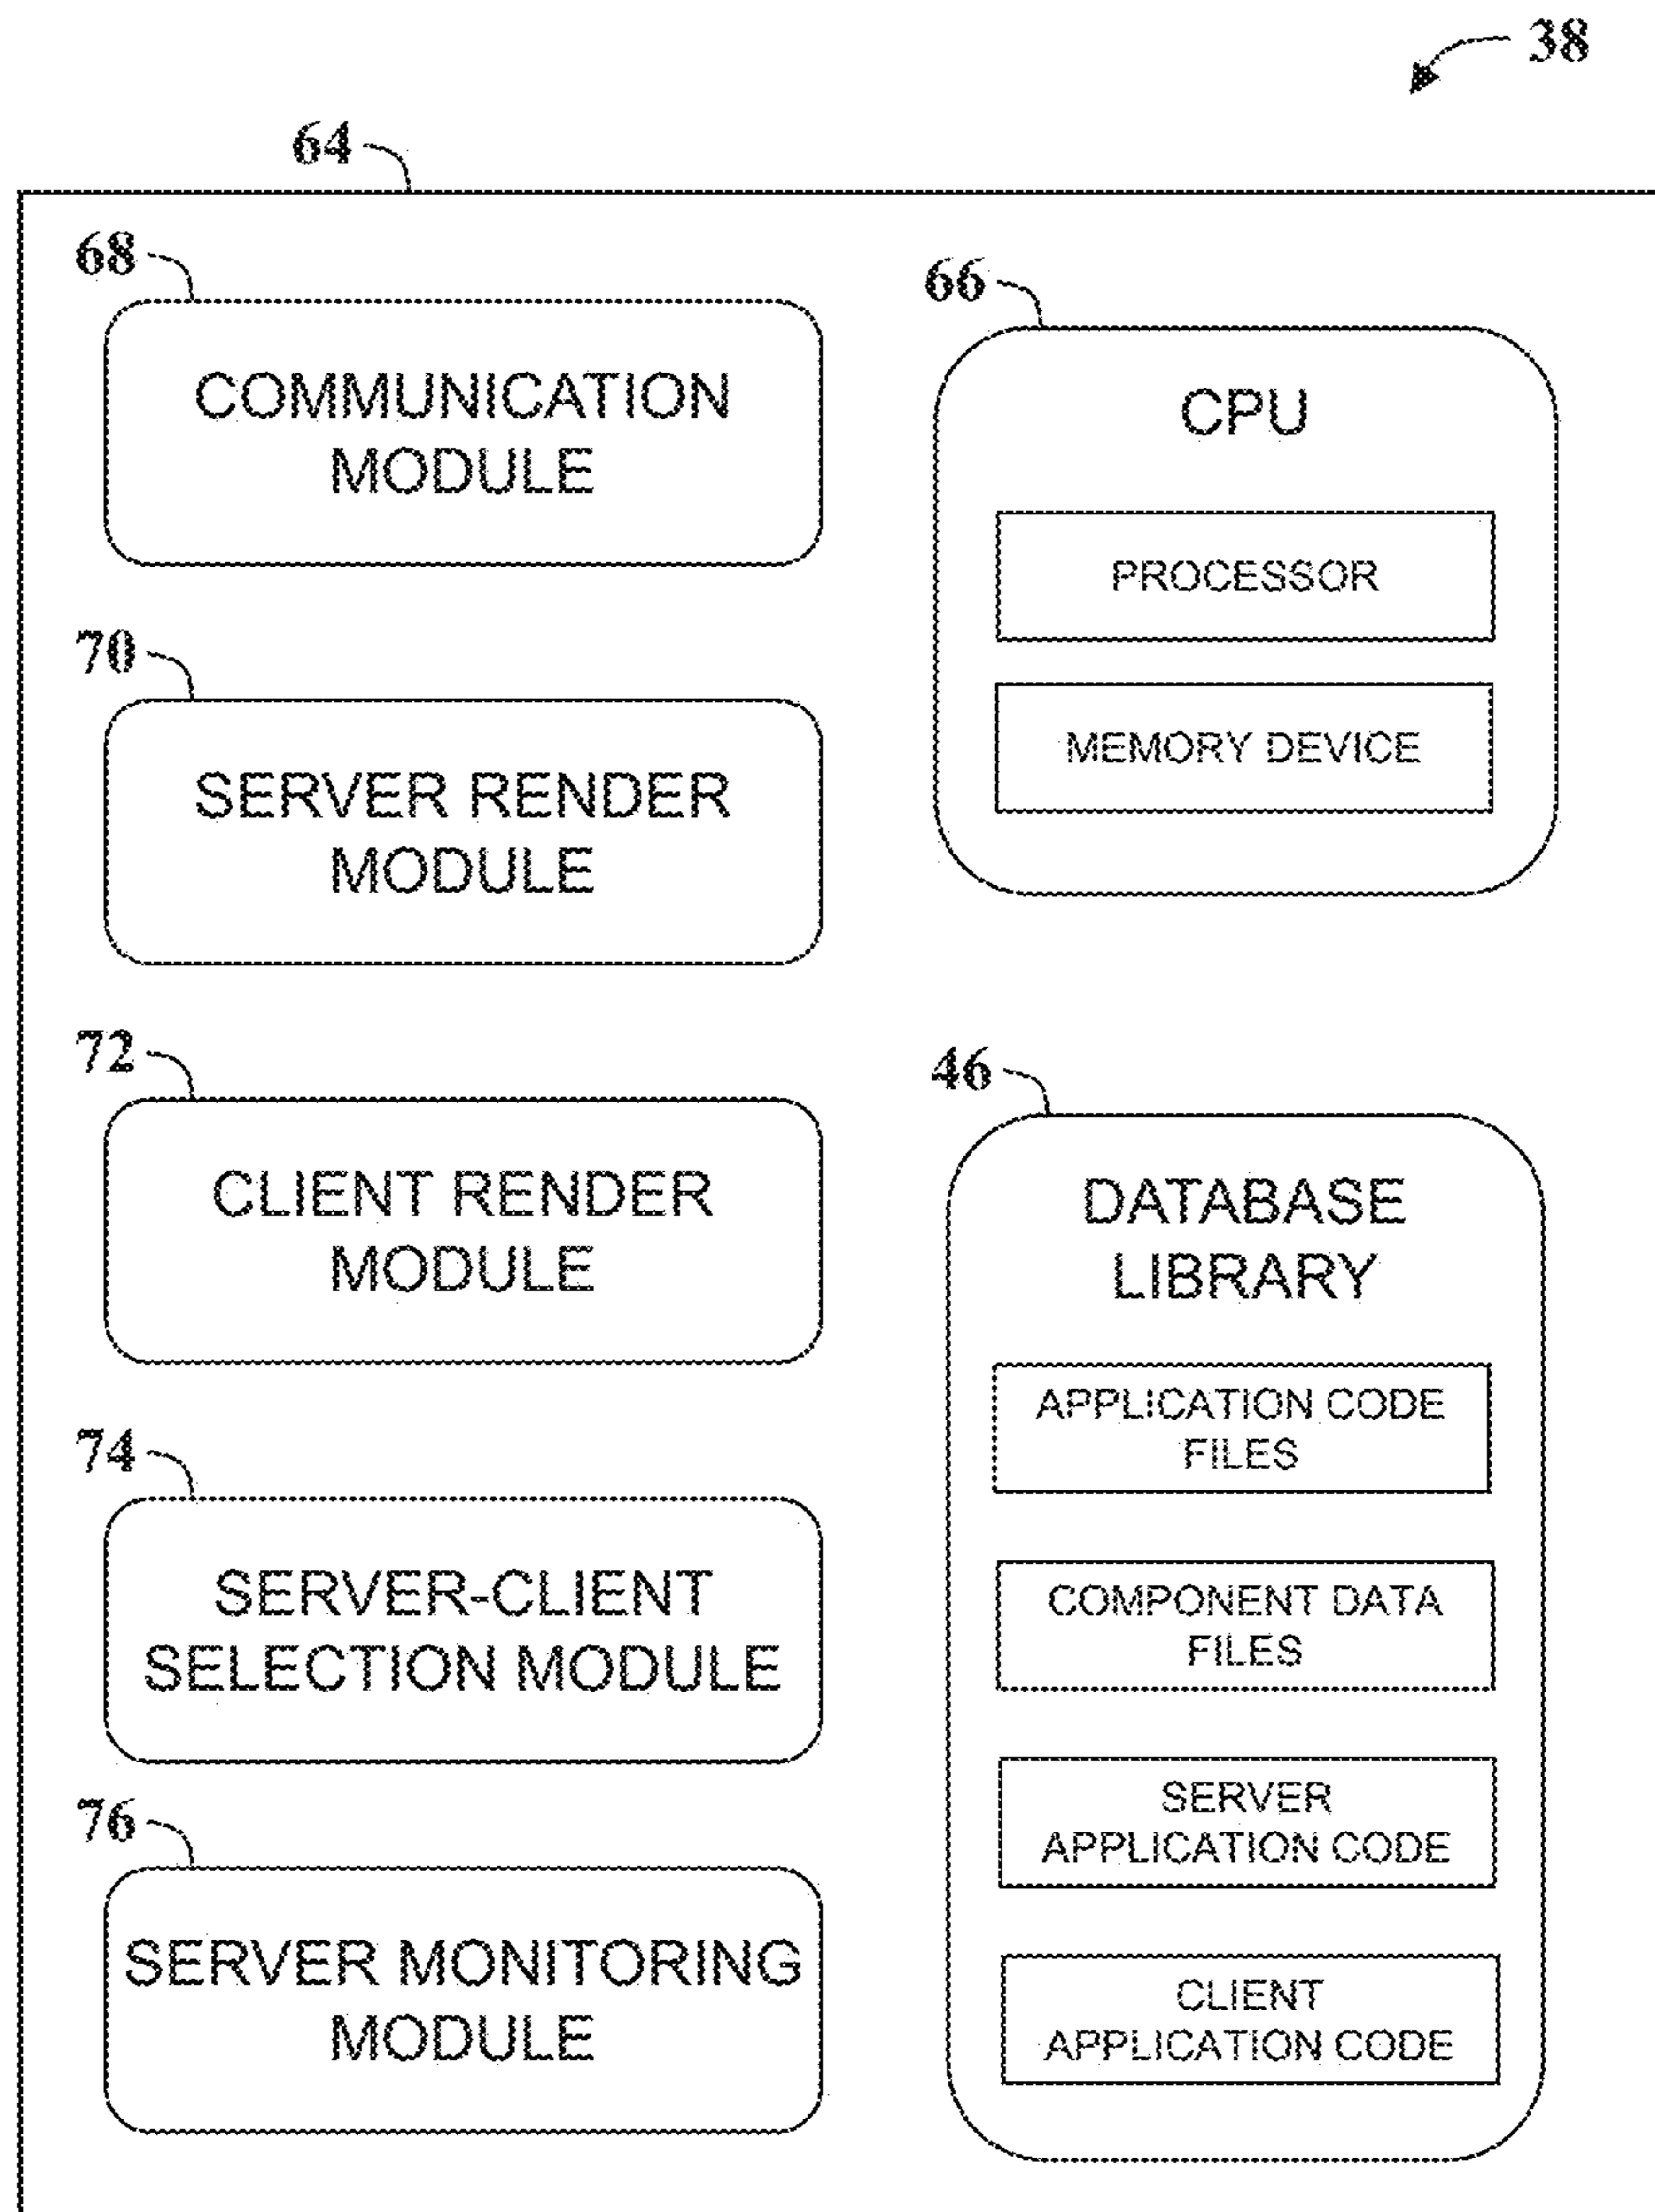 38
64
68
COMMUNICATION
MODULE
70
SERVER RENDER
MODULE
72
CLIENT RENDER
MODULE
74
SERVER-CLIENT
SELECTION MODULE
76
SERVER MONITORING
MODULE
66
CPU
PROCESSOR
MEMORY DEVICE
46
DATABASE
LIBRARY
APPLICATION CODE
FILES
COMPONENT DATA
FILES
SERVER
APPLICATION CODE
CLIENT
APPLICATION CODE